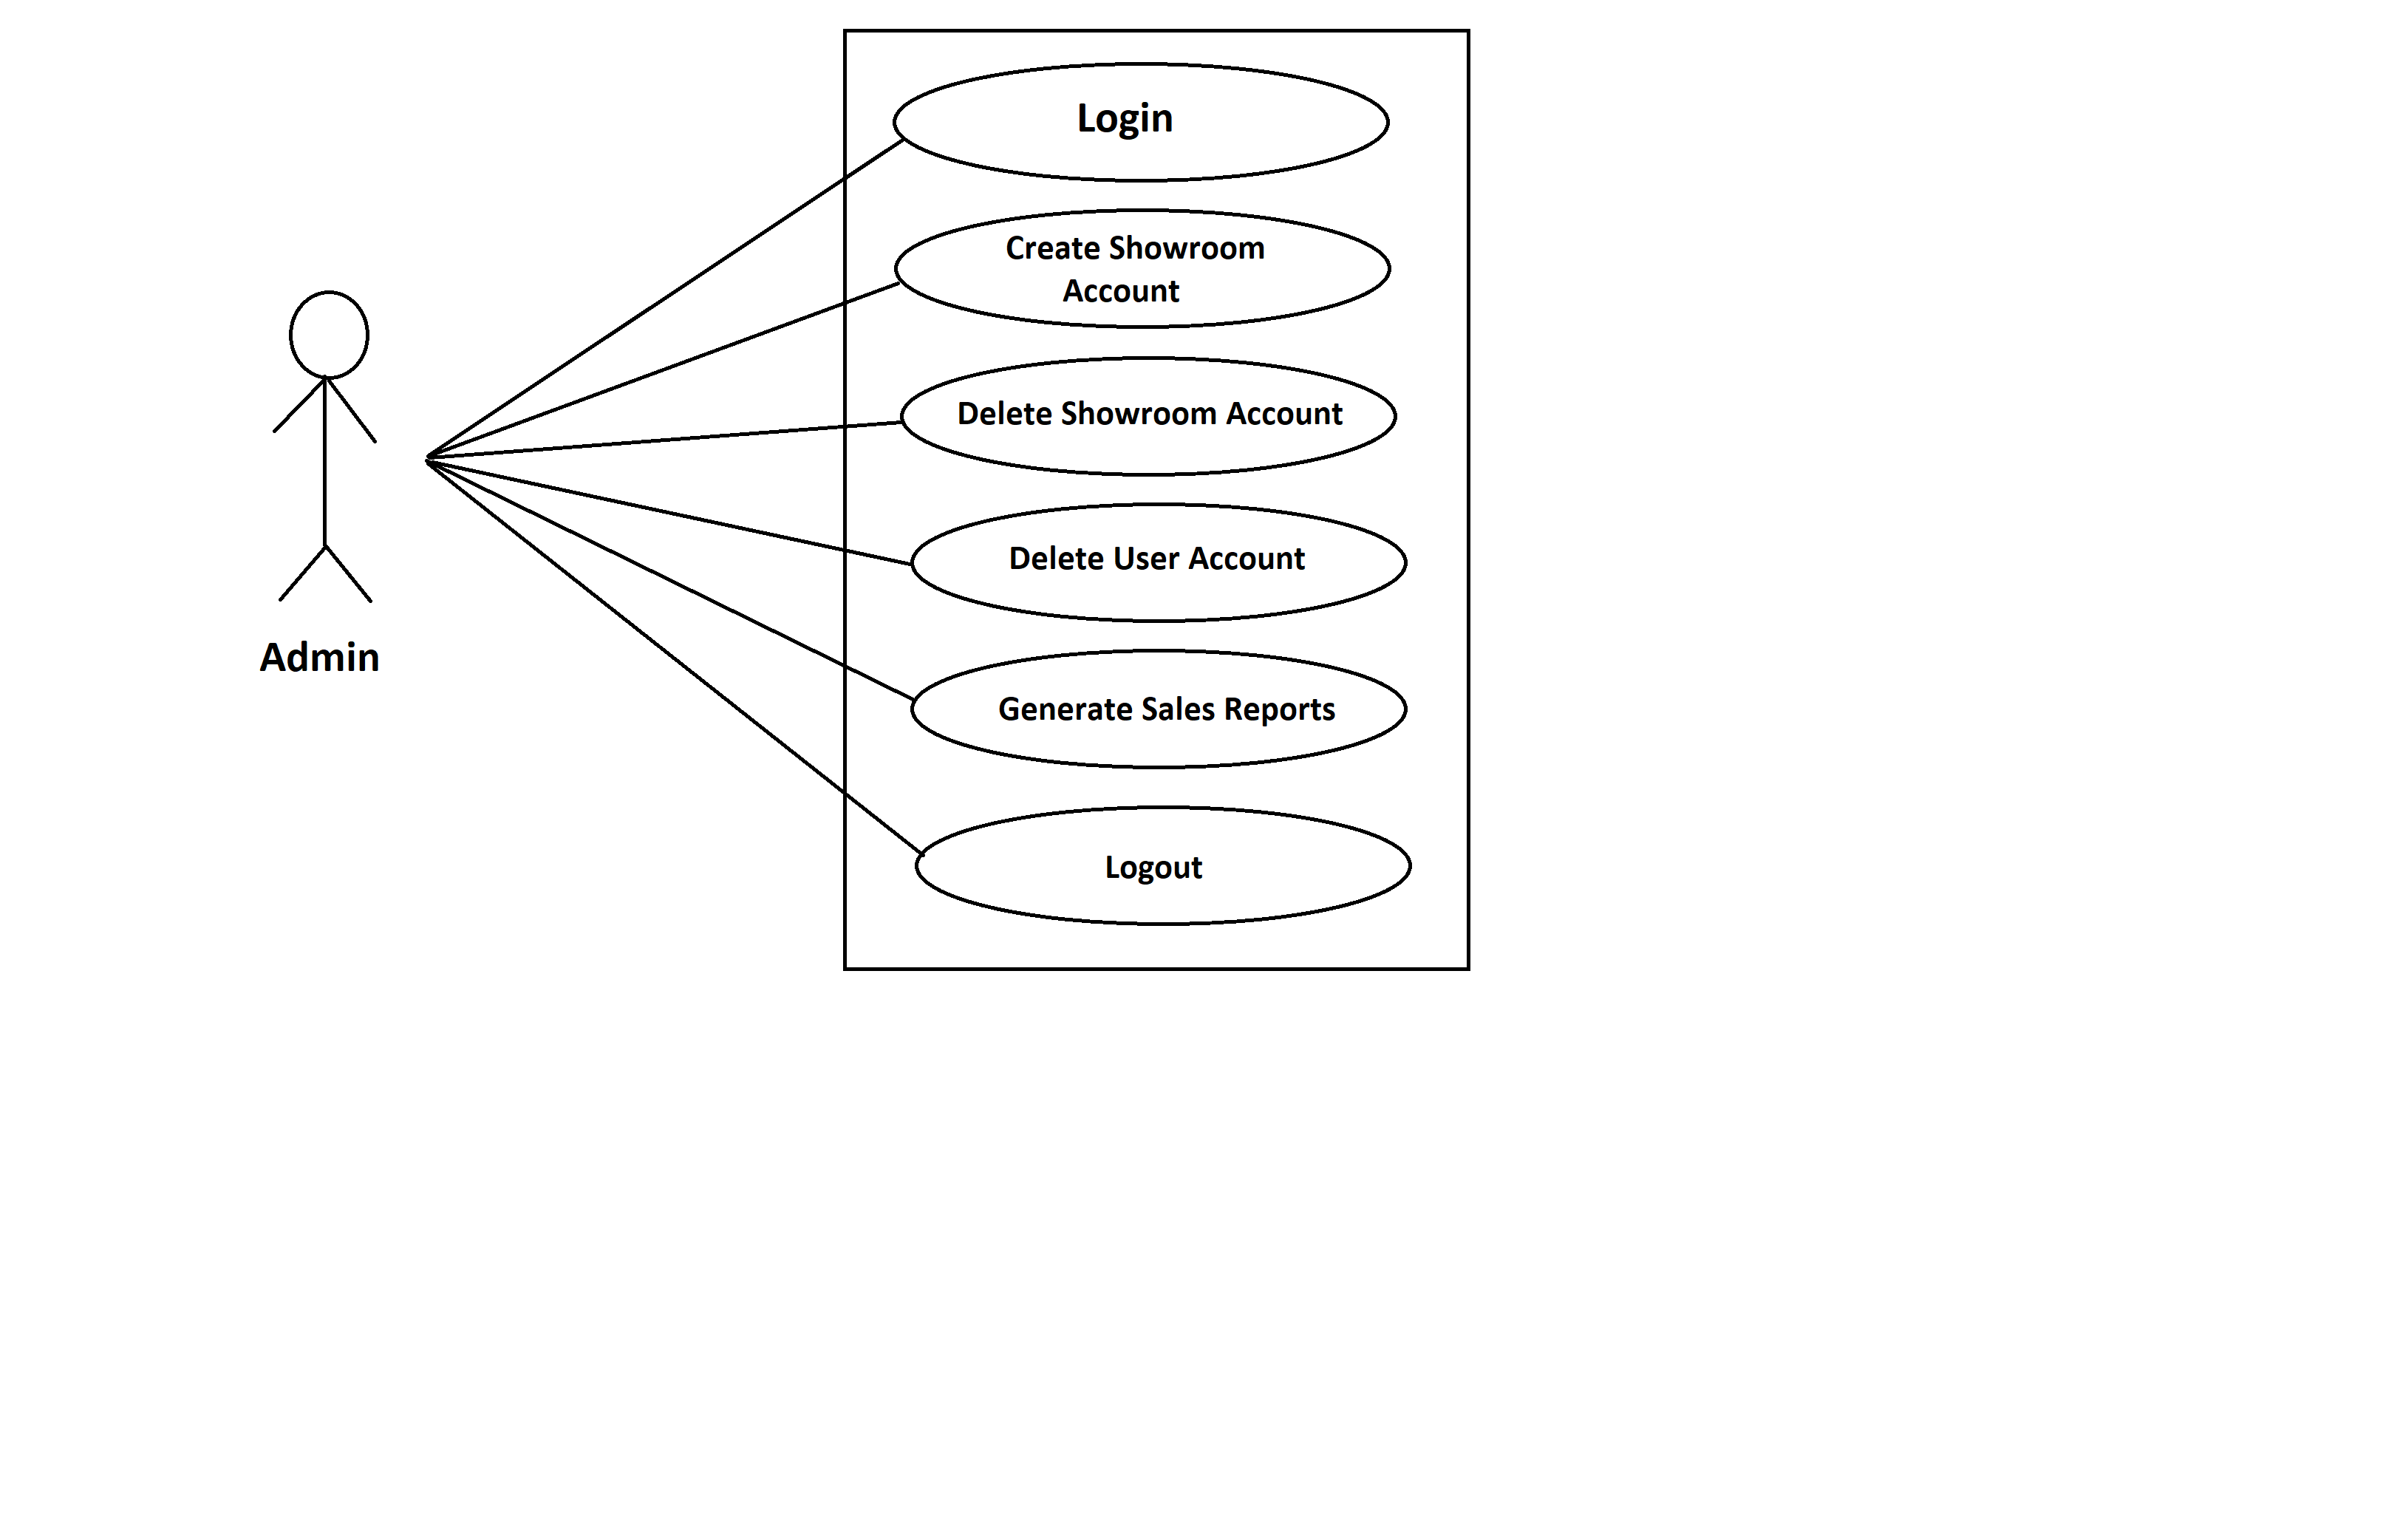 Login
Create Showroom
Account
Delete Showroom Account
Delete User Account
Admin
Generate Sales Reports
Logout